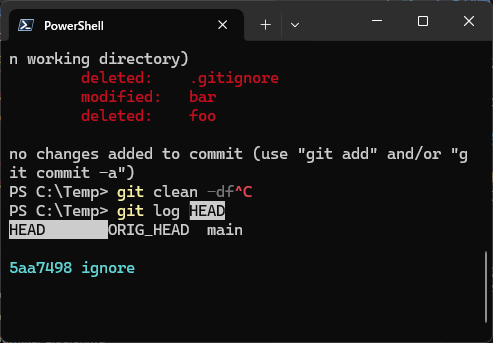 PowerShell
n working directory)
deleted:    .gitignore
modified:   bar
deleted:    foo
no changes added to commit (use "git add" and/or "g
it commit -a")
PS C:\Temp> git clean -df^C
PS C:\Temp> git log HEAD
HEAD       ORIG_HEAD  main
5aa7498 ignore